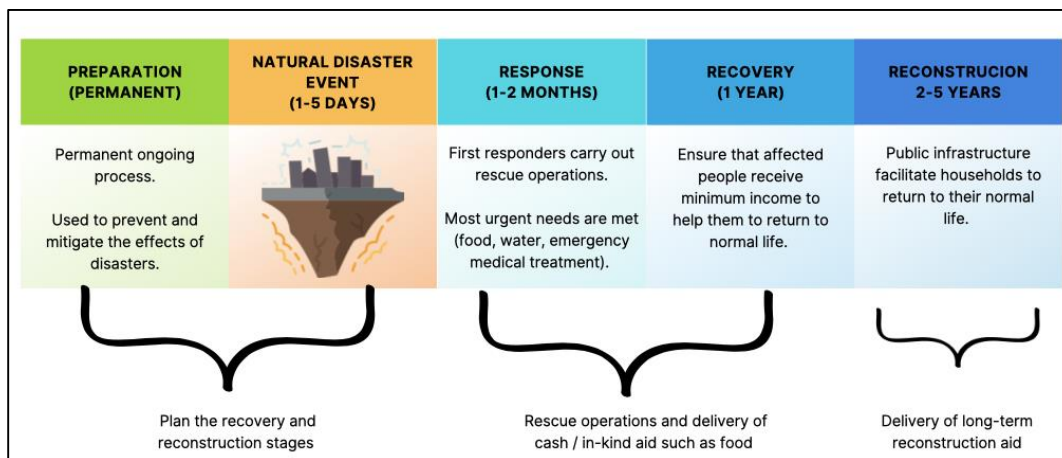 PREPARATION
(PERMANENT)
NATURAL DISASTER
EVENT
(1-5 DAYS)
RESPONSE
(1-2 MONTHS)
RECOVERY
(1 YEAR)
RECONSTRUCION
2-5 YEARS
Permanent ongoing
process.
Used to prevent and
mitigate the effects of
disasters.
First responders carry out
rescue operations.
Most urgent needs are met
(food, water, emergency
medical treatment).
Ensure that affected
people receive
minimum income to
help them to return to
normal life.
Public infrastructure
facilitate households to
return to their normal
life.
Plan the recovery and
reconstruction stages
Rescue operations and delivery of
cash / in-kind aid such as food
Delivery of long-term
reconstruction aid